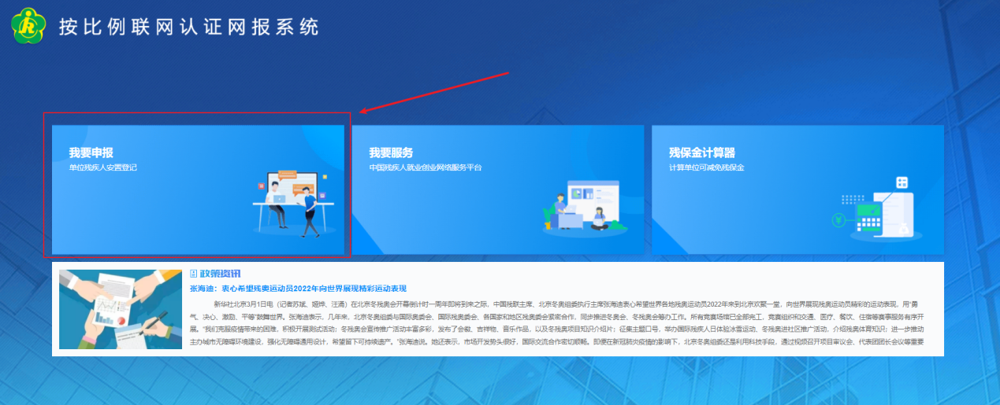 按比例联网认证网报系统
我要申报
单位残疾人安置登记
我要服务
中国残疾人就业创业网络服务平台
残保金计算器
计算单位可减免残保金
政策资讯
张海迪：衷心希望残奥运动员2022年向世界展现精彩运动表现
新华社北京3月1日电（记者苏斌、姬烨、汪涌）在北京冬残奥会开幕倒计时一周年即将到来之际，中国残联主席、北京冬奥组委执行主席张海迪衷心希望世界各地残奥运动员2022年来到北京欢聚一堂，向世界展现残奥运动员精彩的运动表现，用“勇
气、决心、激励、平等”鼓舞世界。张海迪表示，几年来，北京冬奥组委与国际奥委会、国际残奥委会、各国家和地区残奥委会紧密合作，同步推进冬奥会、冬残奥会筹办工作。所有竞赛场馆已全部完工，竞赛组织和交通、医疗、餐饮、住宿等赛事服务有序开
展。“我们克服疫情带来的困难，积极开展测试活动；冬残奥会宣传推广活动丰富多彩，发布了会徽、吉祥物、音乐作品，以及冬残奥项目知识介绍片；征集主题口号，举办国际残疾人日体验冰雪运动、冬残奥进社区推广活动，介绍残奥体育知识；进一步推动
主办城市无障碍环境建设，强化无障碍通用设计，希望留下可持续遗产。”张海迪说。她还表示，市场开发势头很好，国际交流合作密切顺畅。即便在新冠肺炎疫情的影响下，北京冬奥组委还是利用科技手段，通过视频召开项目审议会、代表团团长会议等重要